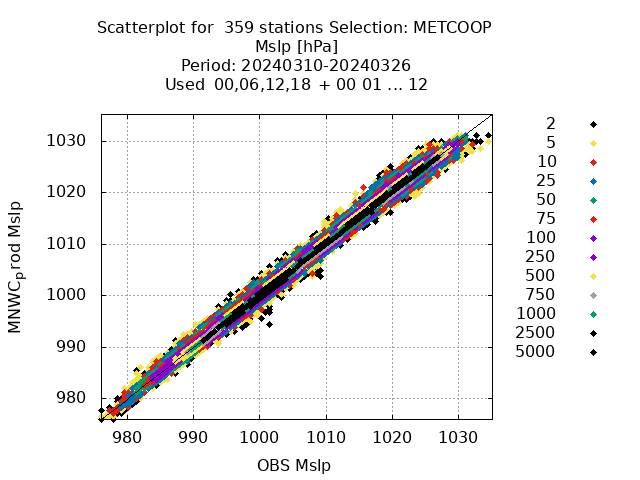 Scatterplot for  359 stations Selection: METCOOP
Mslp [hPa]
Period: 20240310-20240326
Used  00,06,12,18  + 00 01 ... 12
MNWC_prod Mslp
1030
1020
1010
1000
990
980
980 990 1000 1010 1020 1030
OBS Mslp
2
5
10
25
50
75
100
250
500
750
1000
2500
5000